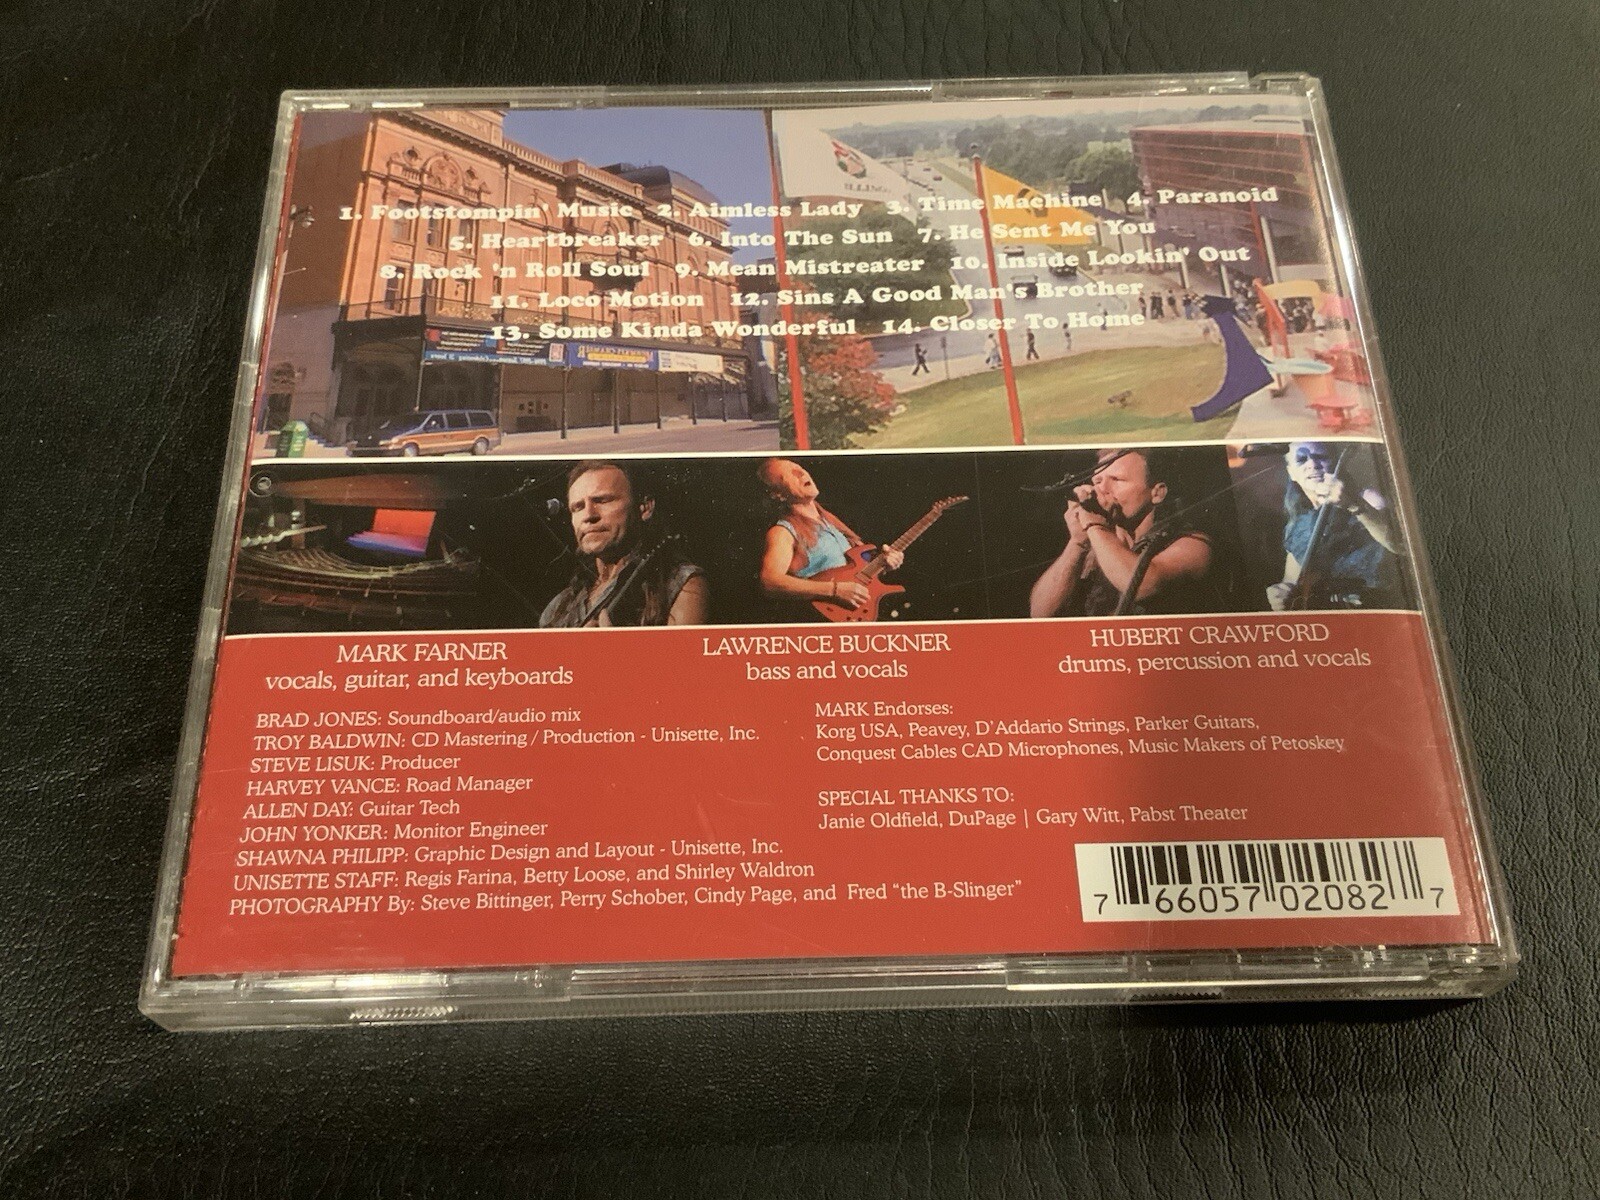 ILLINO
1. Footstompin' Music 2. Aimless Lady 3. Time Machine 4. Paranoid
5. Heartbreaker 6. Into The Sun 7. He Sent Me You
8. Rock 'n Roll Soul 9. Mean Mistreater 10. Inside Lookin' Out
11. Loco Motion 12. Sins A Good Man's Brother
13. Some Kinda Wonderful 14. Closer To Home
MARK FARNER
vocals, guitar, and keyboards
LAWRENCE BUCKNER
bass and vocals
HUBERT CRAWFORD
drums, percussion and vocals
BRAD JONES: Soundboard/audio mix
TROY BALDWIN: CD Mastering / Production - Unisette, Inc.
STEVE LISUK: Producer
HARVEY VANCE: Road Manager
ALLEN DAY: Guitar Tech
JOHN YONKER: Monitor Engineer
SHAWNA PHILIPP: Graphic Design and Layout - Unisette, Inc.
UNISETTE STAFF: Regis Farina, Betty Loose, and Shirley Waldron
PHOTOGRAPHY By: Steve Bittinger, Perry Schober, Cindy Page, and Fred “the B-Slinger”
MARK Endorses:
Korg USA, Peavey, D'Addario Strings, Parker Guitars,
Conquest Cables CAD Microphones, Music Makers of Petoskey
SPECIAL THANKS TO:
Janie Oldfield, DuPage | Gary Witt, Pabst Theater
7 66057 02082 7